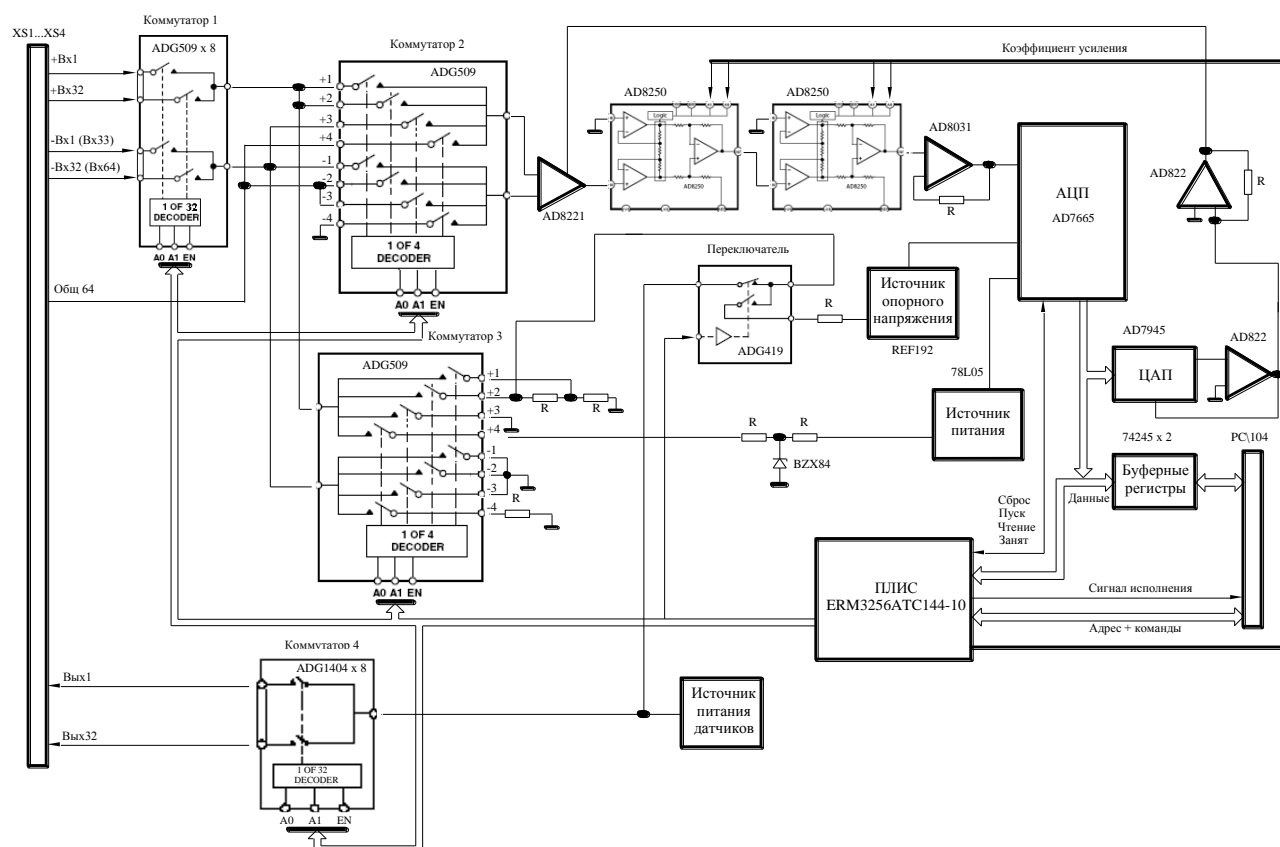 XS1...XS4
Коммутатор 1
ADG509 x 8
+Вх1
+Вх32
-Вх1 (Вх33)
-Вх32 (Вх64)
1 OF 32
DECODER
A0 A1 EN
Общ 64
Коммутатор 2
ADG509
+1
+2
+3
+4
-1
-2
-3
-4
1 OF 4
DECODER
A0 A1 EN
AD8221
Коэффициент усиления
AD8250
Logic
AD8250
AD8250
Logic
AD8250
AD8031
R
АЦП
AD7665
AD822
R
Переключатель
ADG419
R
Источник
опорного
напряжения
REF192
AD7945
ЦАП
AD822
Коммутатор 3
ADG509
+1
+2
+3
+4
-1
-2
-3
-4
R
R
R
1 OF 4
DECODER
A0 A1 EN
R
R
BZX84
78L05
Источник
питания
74245 x 2
Буферные
регистры
PC\104
Данные
Сброс
Пуск
Чтение
Занят
ПЛИС
ERM3256ATC144-10
Сигнал исполнения
Адрес + команды
Коммутатор 4
ADG1404 x 8
Вых1
Вых32
1 OF 32
DECODER
A0 A1 EN
Источник
питания
датчиков